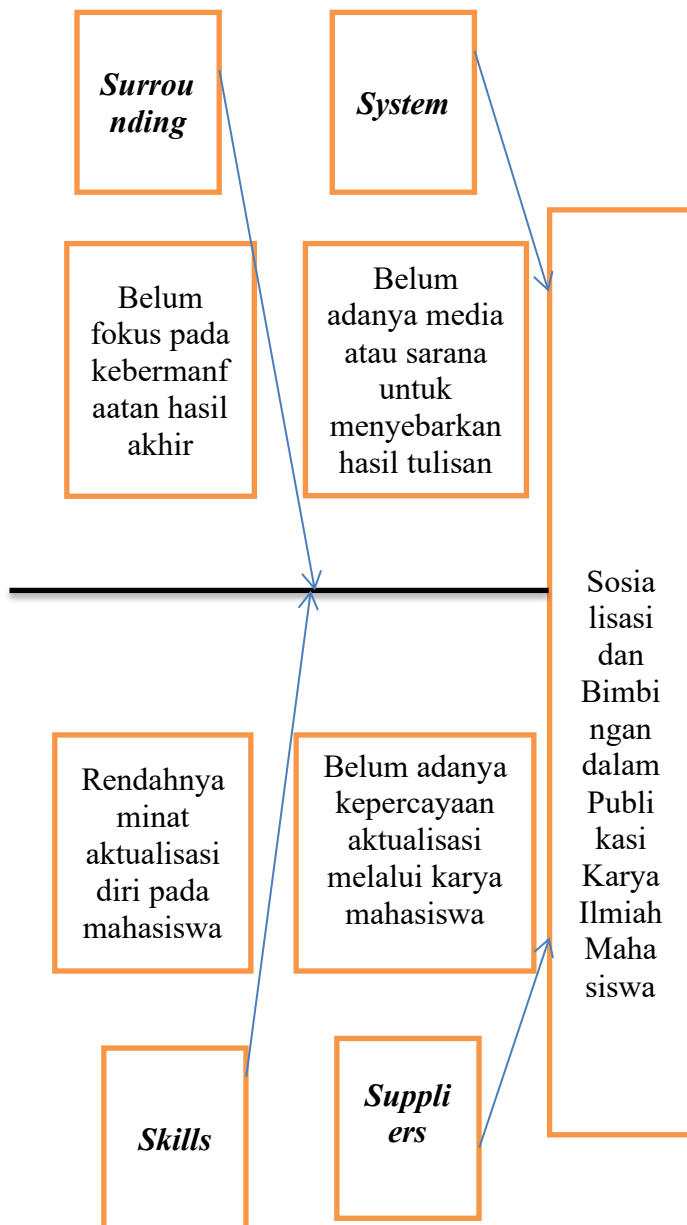 Surrou
nding
System
Belum
fokus pada
kebermanf
aatan hasil
akhir
Belum
adanya media
atau sarana
untuk
menyebarkan
hasil tulisan
Sosia
lisasi
dan
Bimbi
ngan
dalam
Publi
kasi
Karya
Ilmiah
Maha
siswa
Rendahnya
minat
aktualisasi
diri pada
mahasiswa
Belum adanya
kepercayaan
aktualisasi
melalui karya
mahasiswa
Skills
Suppli
ers